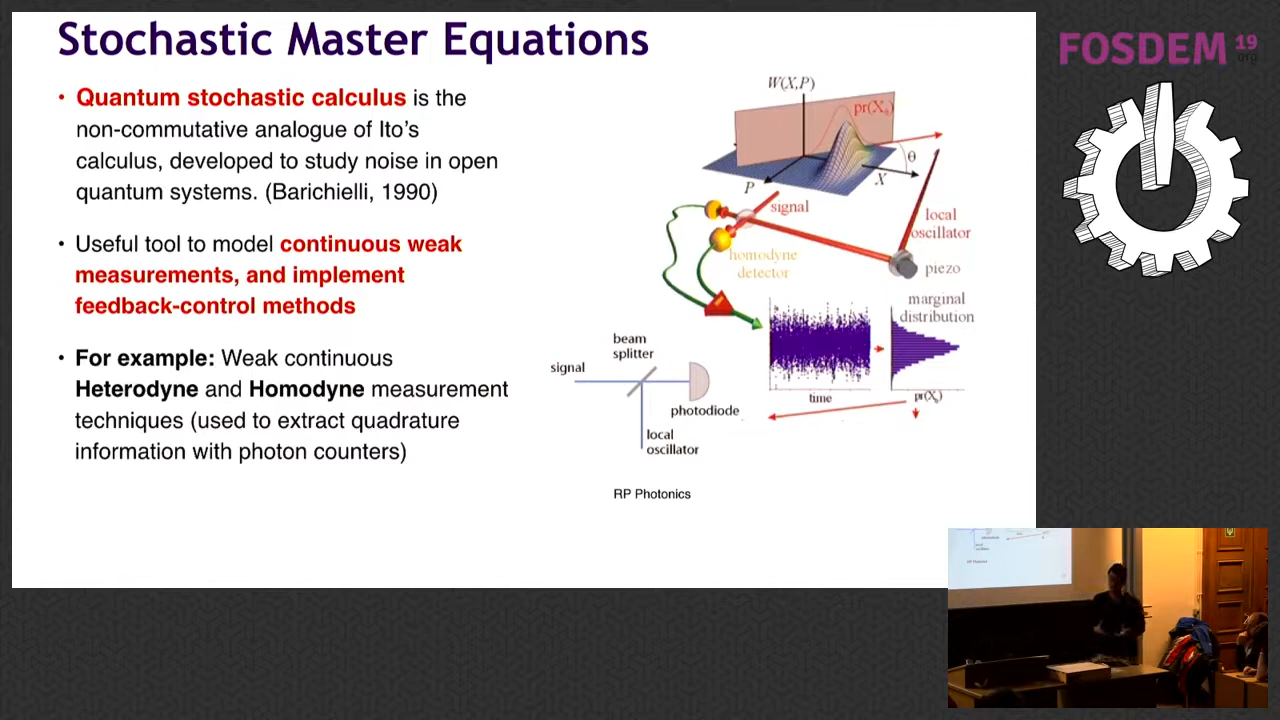 Stochastic Master Equations
• Quantum stochastic calculus is the
non-commutative analogue of Ito's
calculus, developed to study noise in open
quantum systems. (Barichielli, 1990)
• Useful tool to model continuous weak
measurements, and implement
feedback-control methods
• For example: Weak continuous
Heterodyne and Homodyne measurement
techniques (used to extract quadrature
information with photon counters)
W(X,P)
pr(Xθ)
θ
X
P
signal
local
oscillator
homodyne
detector
piezo
marginal
distribution
time
pr(Xθ)
beam
splitter
signal
photodiode
local
oscillator
RP Photonics
FOSDEM 19
.org